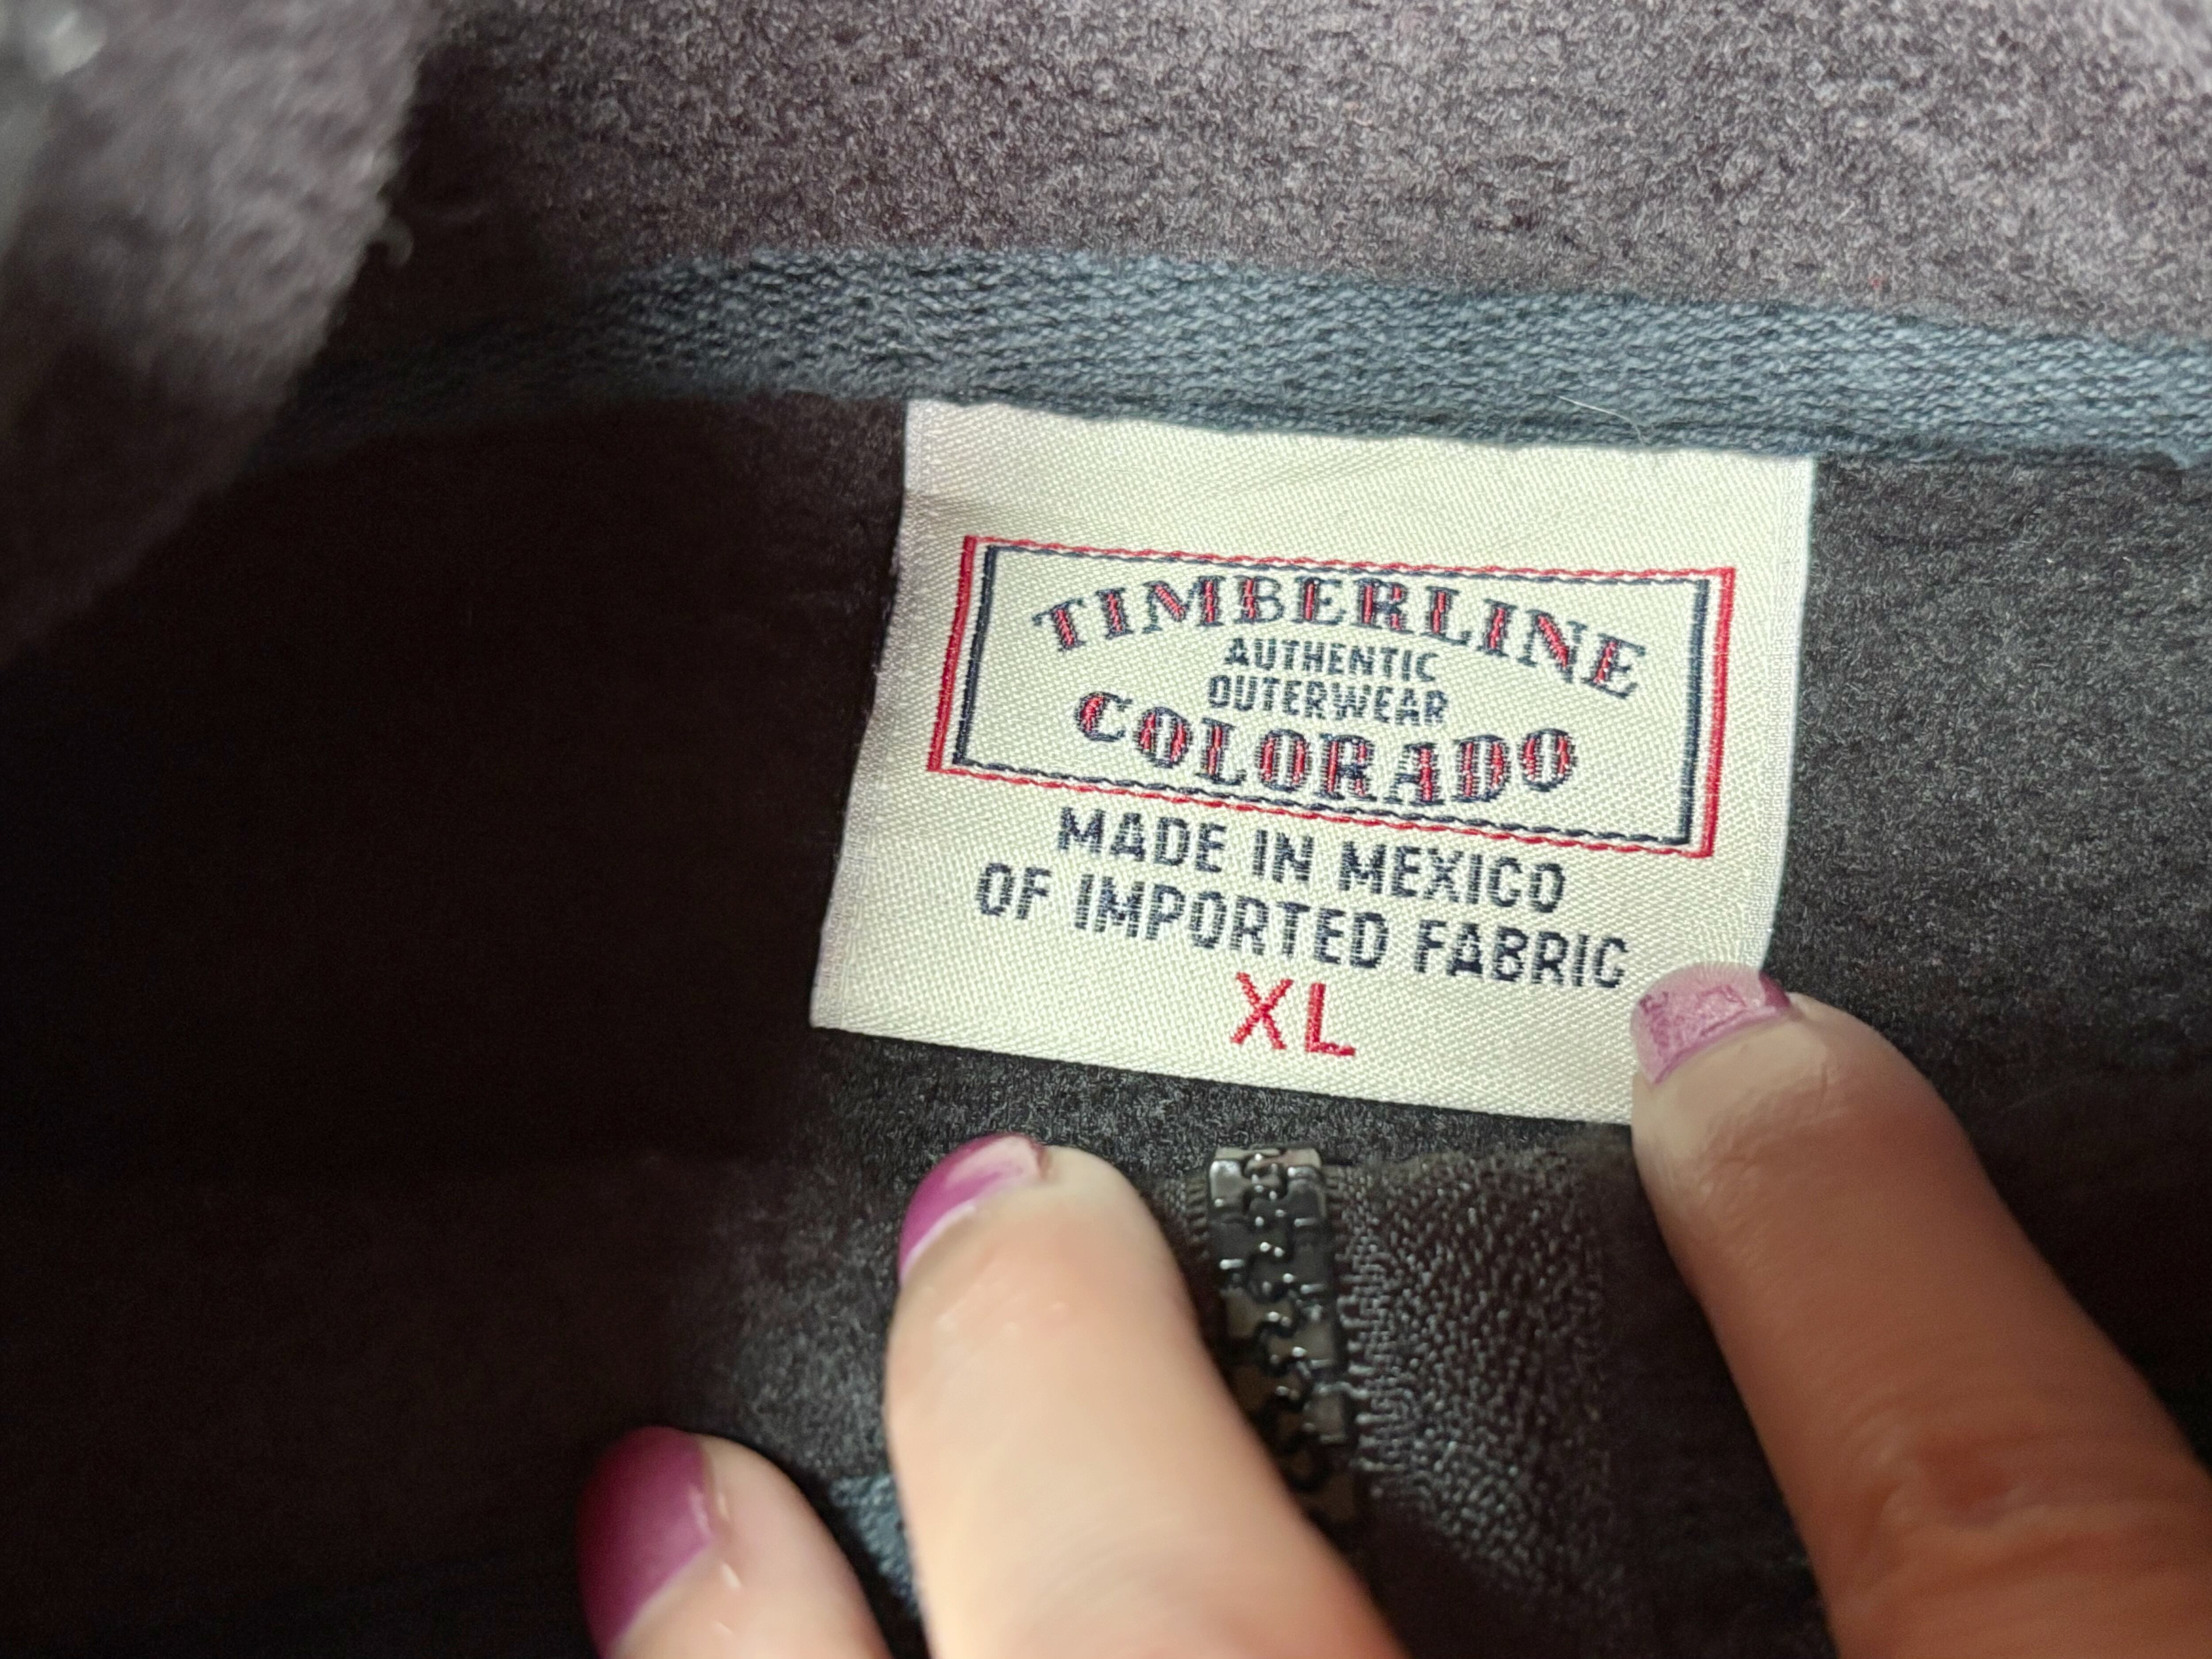 TIMBERLINE
AUTHENTIC
OUTERWEAR
COLORADO
MADE IN MEXICO
OF IMPORTED FABRIC
XL